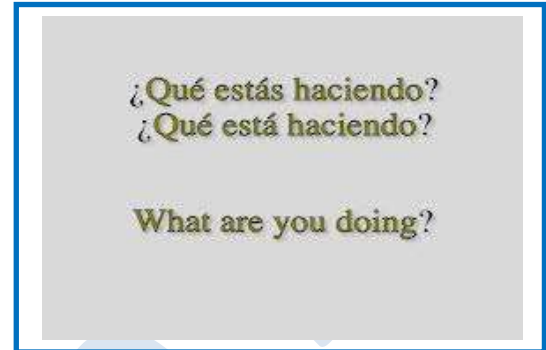 ¿Qué estás haciendo?
¿Qué está haciendo?
What are you doing?